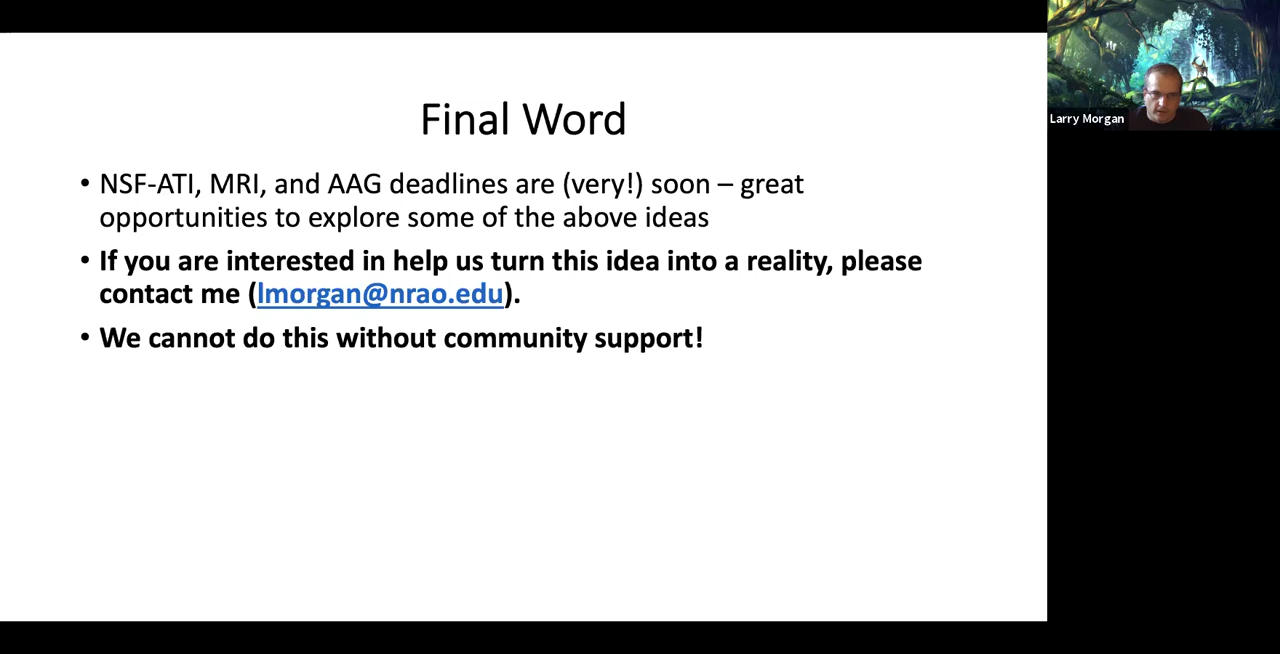 Final Word
• NSF-ATI, MRI, and AAG deadlines are (very!) soon – great
opportunities to explore some of the above ideas
• If you are interested in help us turn this idea into a reality, please
contact me (lmorgan@nrao.edu).
• We cannot do this without community support!
Larry Morgan